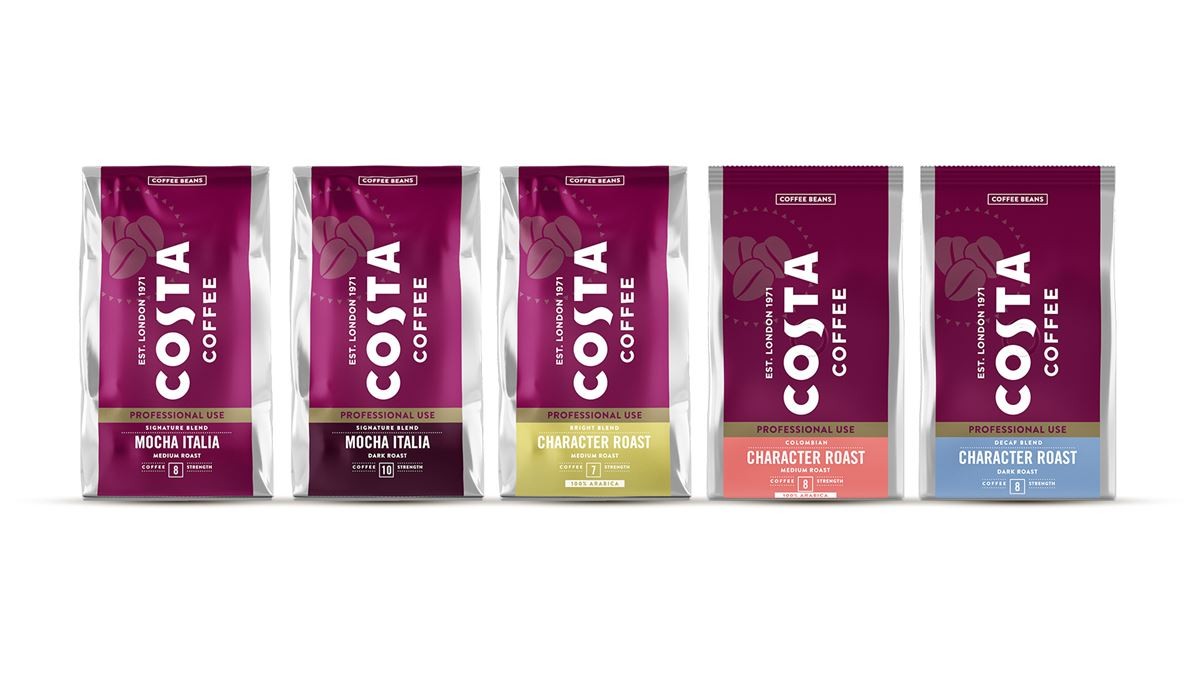 COFFEE BEANS
EST. LONDON 1971
COSTA
COFFEE
PROFESSIONAL USE
SIGNATURE BLEND
MOCHA ITALIA
MEDIUM ROAST
COFFEE 8 STRENGTH
COFFEE BEANS
EST. LONDON 1971
COSTA
COFFEE
PROFESSIONAL USE
SIGNATURE BLEND
MOCHA ITALIA
DARK ROAST
COFFEE 10 STRENGTH
COFFEE BEANS
EST. LONDON 1971
COSTA
COFFEE
PROFESSIONAL USE
BRIGHT BLEND
CHARACTER ROAST
MEDIUM ROAST
COFFEE 7 STRENGTH
100% ARABICA
COFFEE BEANS
EST. LONDON 1971
COSTA
COFFEE
PROFESSIONAL USE
COLOMBIAN
CHARACTER ROAST
MEDIUM ROAST
COFFEE 8 STRENGTH
100% ARABICA
COFFEE BEANS
EST. LONDON 1971
COSTA
COFFEE
PROFESSIONAL USE
DECAF BLEND
CHARACTER ROAST
DARK ROAST
COFFEE 8 STRENGTH